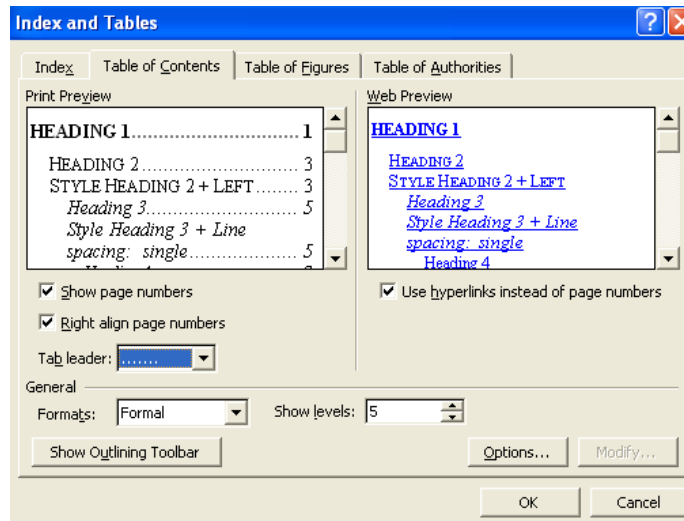 Index and Tables
Index Table of Contents Table of Figures Table of Authorities
Print Preview
HEADING 1............................. 1
HEADING 2..................... 3
STYLE HEADING 2 + LEFT....... 3
Heading 3...................... 5
Style Heading 3 + Line
spacing: single................ 5
Web Preview
HEADING 1
HEADING 2
STYLE HEADING 2 + LEFT
Heading 3
Style Heading 3 + Line
spacing: single
Heading 4
Show page numbers
Right align page numbers
Tab leader: .......
Use hyperlinks instead of page numbers
General
Formats: Formal Show levels: 5
Show Outlining Toolbar Options... Modify...
OK Cancel